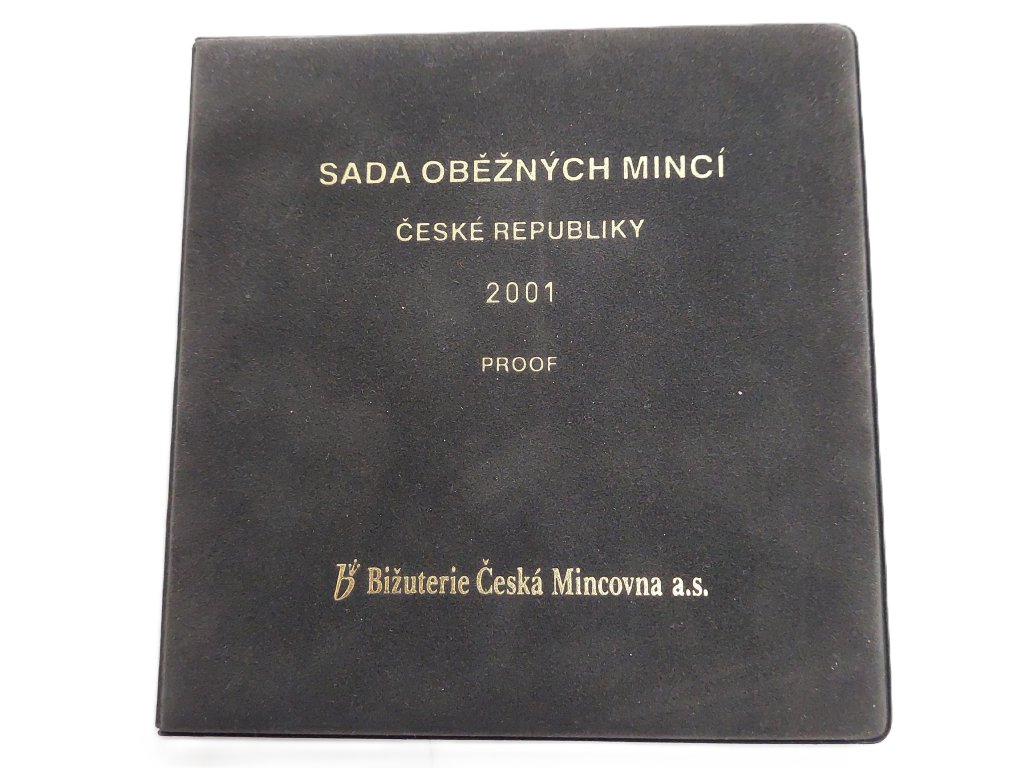 SADA OBĚŽNÝCH MINCÍ
ČESKÉ REPUBLIKY
2001
PROOF
Bižuterie Česká Mincovna a.s.